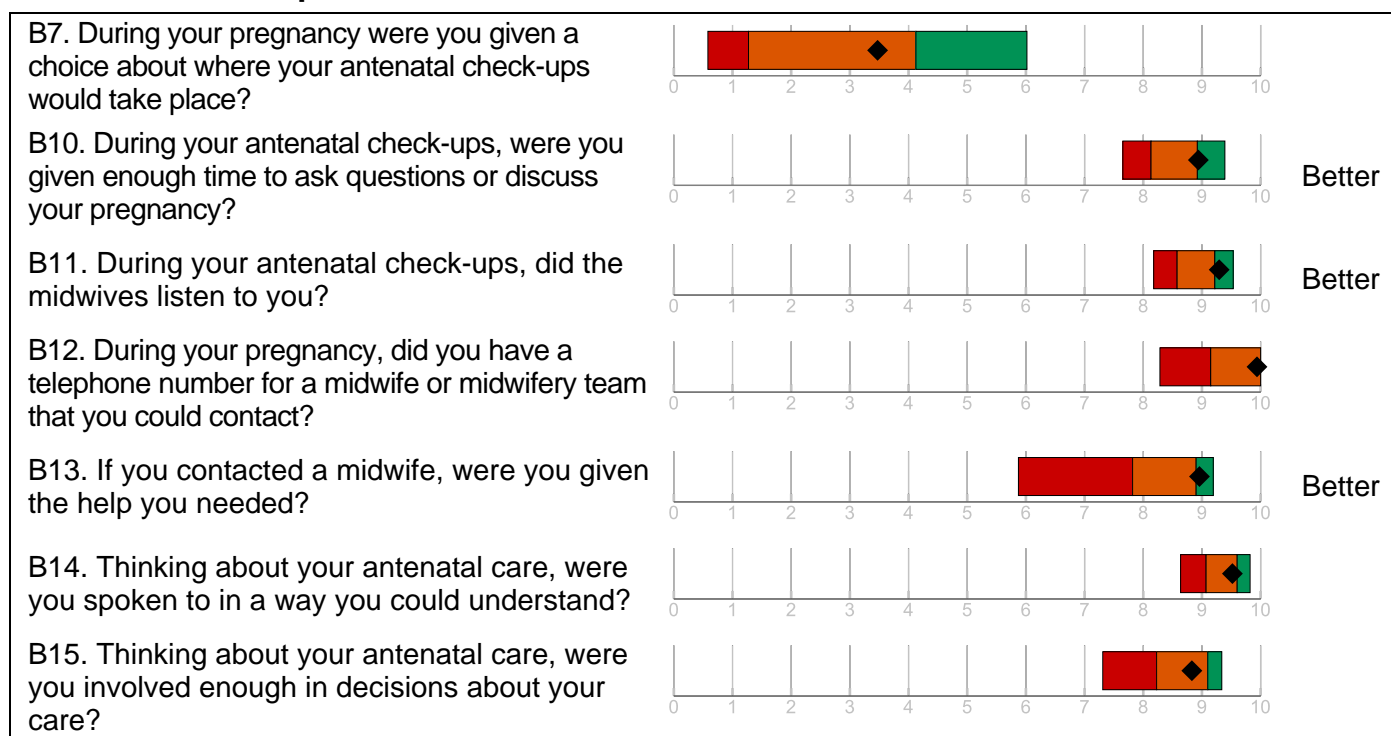 B7. During your pregnancy were you given a
choice about where your antenatal check-ups
would take place?
0 1 2 3 4 5 6 7 8 9 10
B10. During your antenatal check-ups, were you
given enough time to ask questions or discuss
your pregnancy?
0 1 2 3 4 5 6 7 8 9 10
Better
B11. During your antenatal check-ups, did the
midwives listen to you?
0 1 2 3 4 5 6 7 8 9 10
Better
B12. During your pregnancy, did you have a
telephone number for a midwife or midwifery team
that you could contact?
0 1 2 3 4 5 6 7 8 9 10
B13. If you contacted a midwife, were you given
the help you needed?
0 1 2 3 4 5 6 7 8 9 10
Better
B14. Thinking about your antenatal care, were
you spoken to in a way you could understand?
0 1 2 3 4 5 6 7 8 9 10
B15. Thinking about your antenatal care, were
you involved enough in decisions about your
care?
0 1 2 3 4 5 6 7 8 9 10